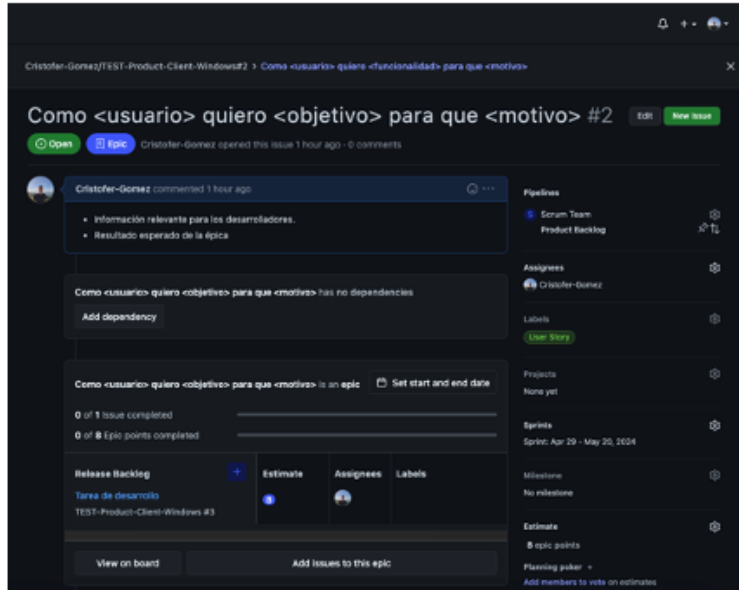 Cristofer-Gomez/TEST-Product-Client-Windows#2 > Como <usuario> quiero <funcionalidad> para que <motivo>
Como <usuario> quiero <objetivo> para que <motivo> #2
Edit
New issue
Open
Epic
Cristofer-Gomez opened this issue 1 hour ago · 0 comments
Cristofer-Gomez commented 1 hour ago
• Información relevante para los desarrolladores.
• Resultado esperado de la épica
Como <usuario> quiero <objetivo> para que <motivo> has no dependencies
Add dependency
Como <usuario> quiero <objetivo> para que <motivo> is an epic
Set start and end date
0 of 1 issue completed
0 of 8 Epic points completed
Release Backlog
+
Estimate
Assignees
Labels
Tarea de desarrollo
TEST-Product-Client-Windows #3
8
View on board
Add issues to this epic
Pipelines
S Scrum Team
Product Backlog
Assignees
Cristofer-Gomez
Labels
User Story
Projects
None yet
Sprints
Sprint: Apr 29 - May 20, 2024
Milestone
No milestone
Estimate
8 epic points
Planning poker +
Add members to vote on estimates